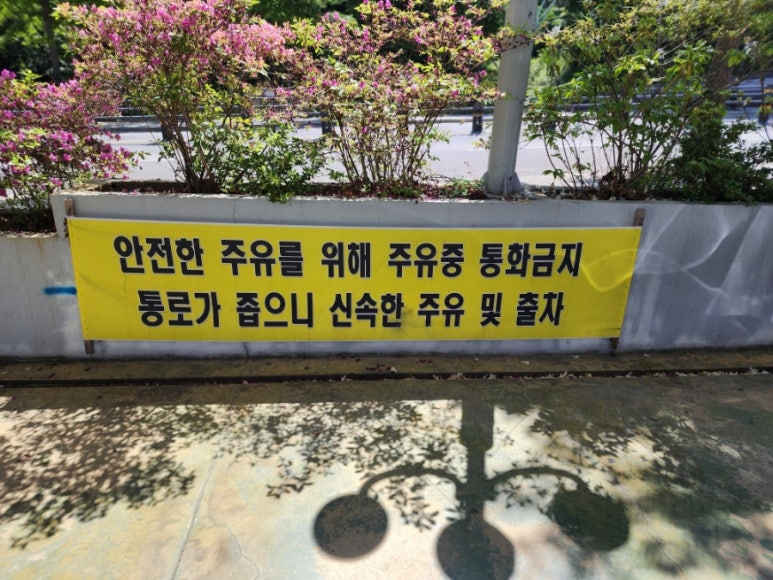 안전한 주유를 위해 주유중 통화금지
통로가 좁으니 신속한 주유 및 출차